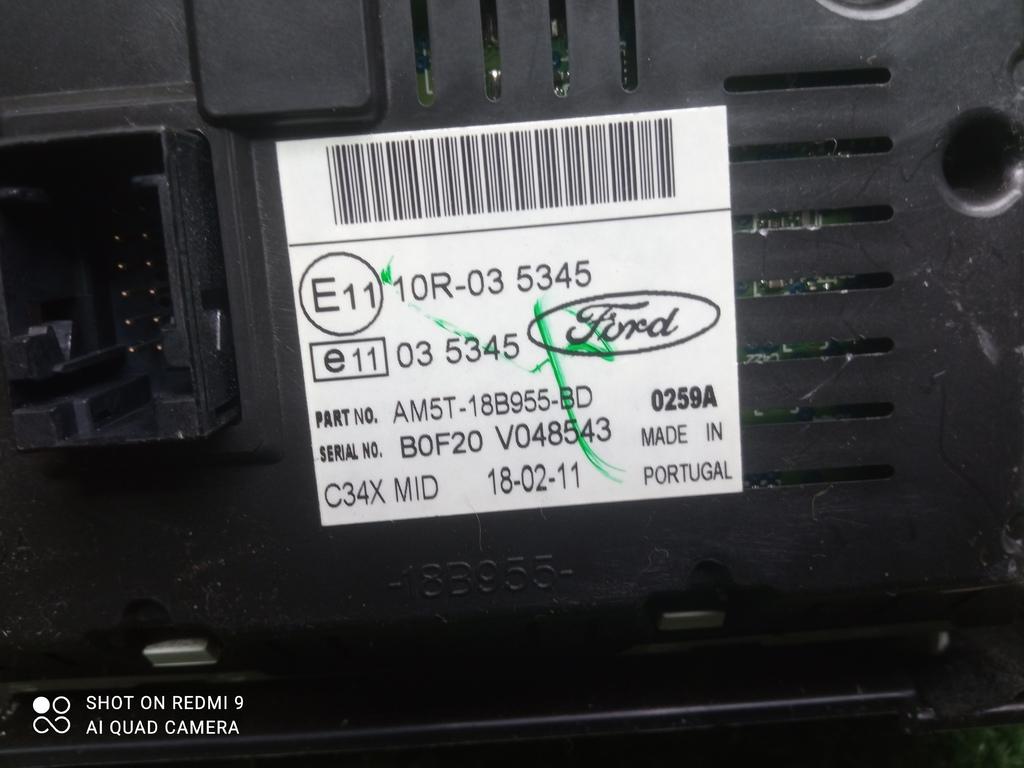 E11 10R-03 5345
Ford
e11 03 5345
PART NO. AM5T-18B955-BD 0259A
SERIAL NO. B0F20 V048543 MADE IN
C34X MID 18-02-11 PORTUGAL
-18B955-
SHOT ON REDMI 9
AI QUAD CAMERA